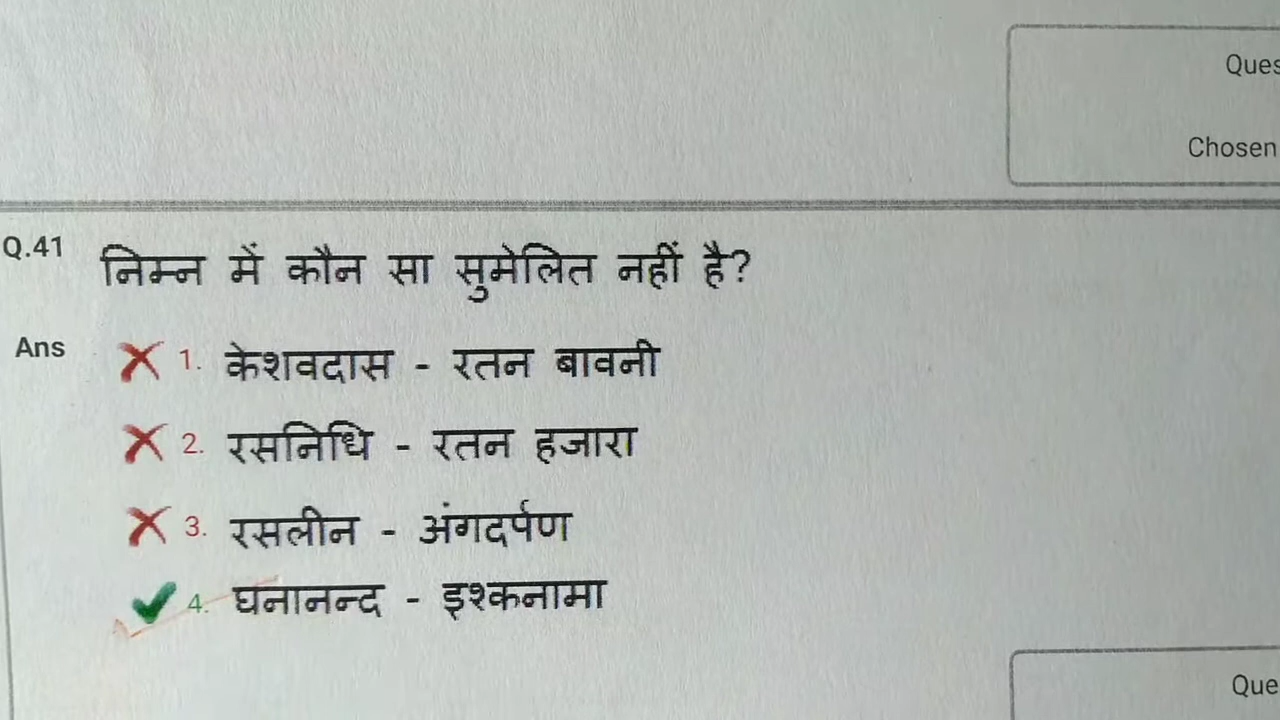 Ques
Chosen
Q.41 निम्न में कौन सा सुमेलित नहीं है?
Ans 1. केशवदास - रतन बावनी
2. रसनिधि - रतन हजारा
3. रसलीन - अंगदर्पण
4. घनानन्द - इश्कनामा
Que